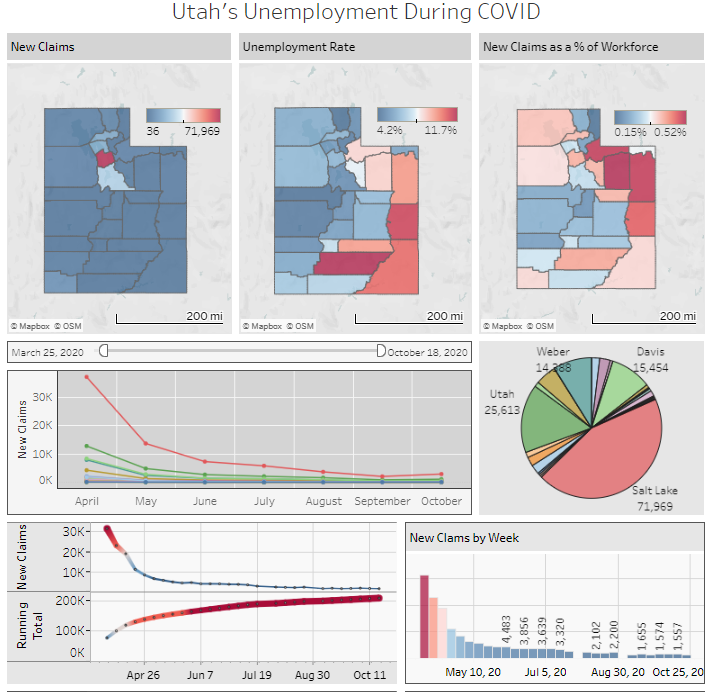 Utah's Unemployment During COVID
New Claims
Unemployment Rate
New Claims as a % of Workforce
36 71,969
4.2% 11.7%
0.15% 0.52%
200 mi
200 mi
200 mi
© Mapbox © OSM
© Mapbox © OSM
© Mapbox © OSM
March 25, 2020
October 18, 2020
New Claims
30K
20K
10K
0K
April May June July August September October
Weber
14,388
Davis
15,454
Utah
25,613
Salt Lake
71,969
New Claims
30K
20K
10K
Running
Total
200K
100K
0K
Apr 26 Jun 7 Jul 19 Aug 30 Oct 11
New Clams by Week
4,483 3,856 3,639 3,320 2,102 2,200 1,655 1,574 1,557
May 10, 20 Jul 5, 20 Aug 30, 20 Oct 25, 20